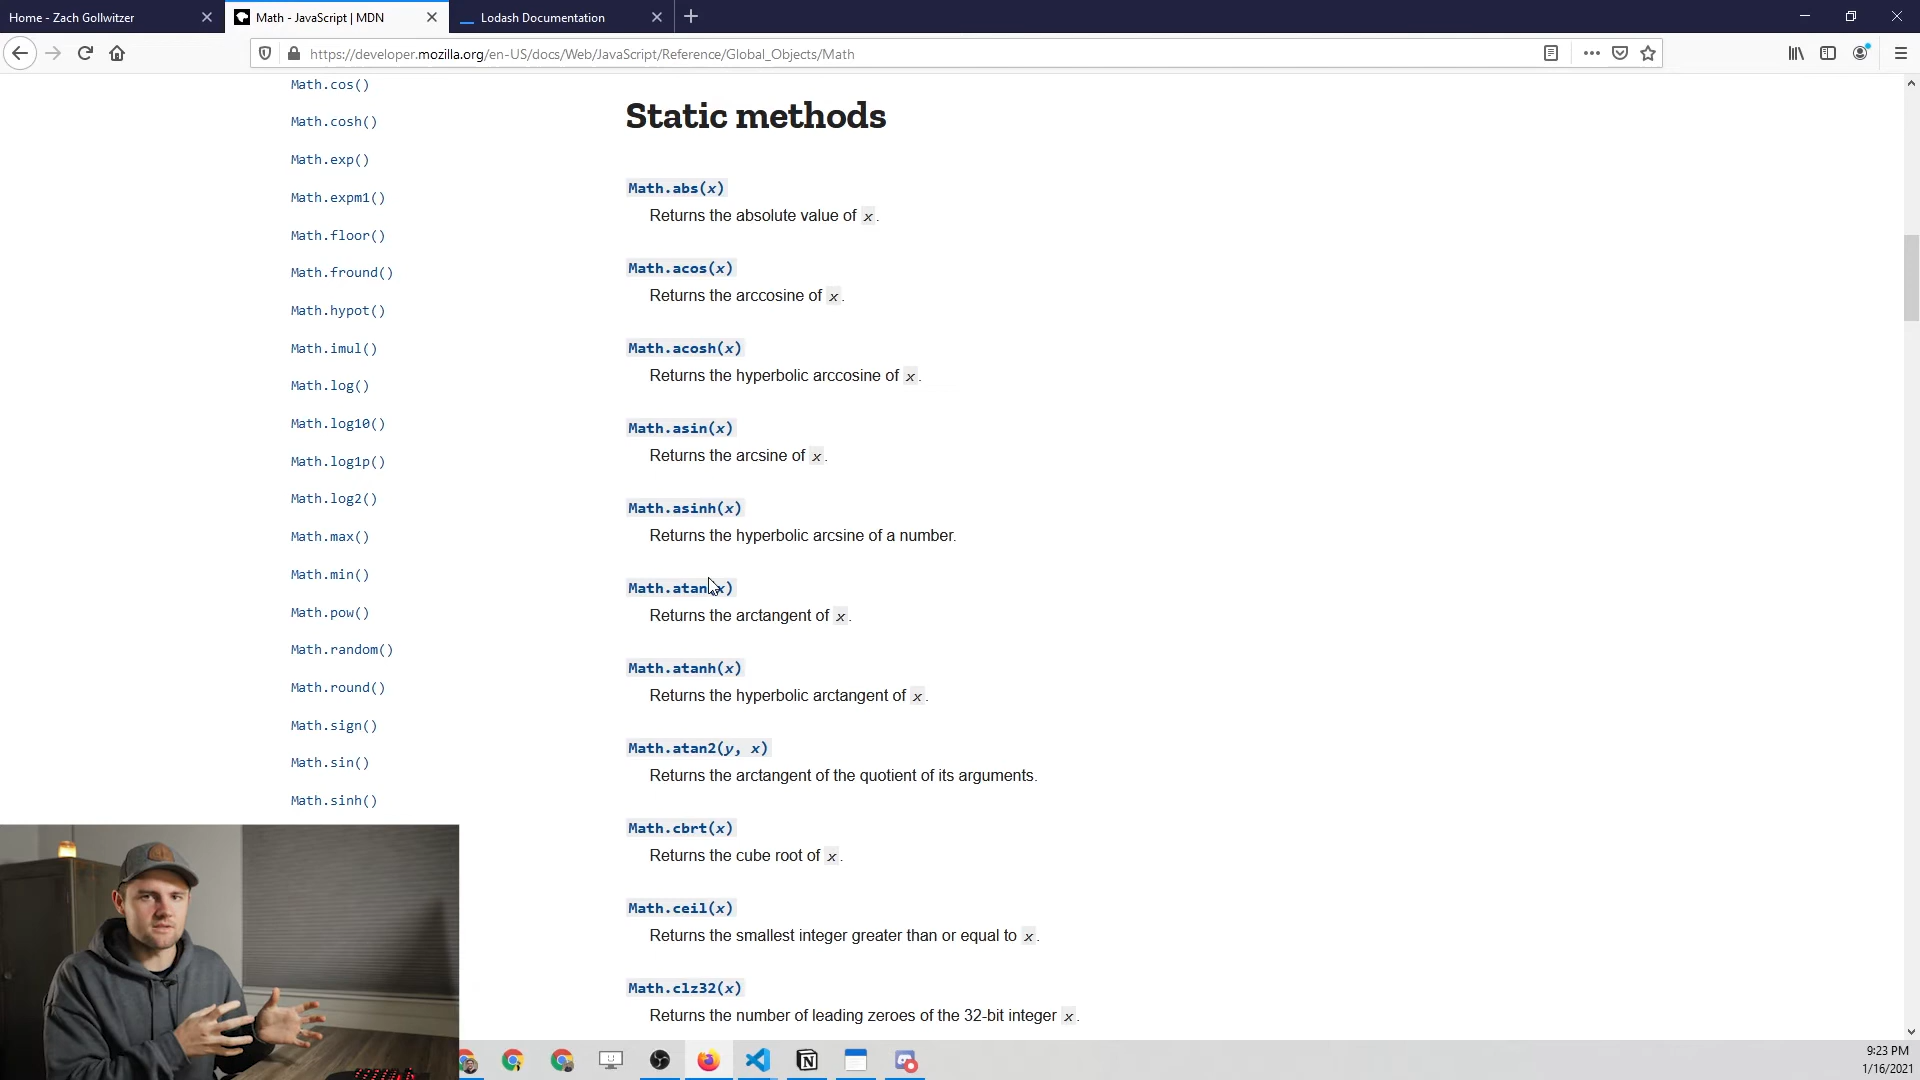 Home - Zach Gollwitzer
Math - JavaScript | MDN
Lodash Documentation
https://developer.mozilla.org/en-US/docs/Web/JavaScript/Reference/Global_Objects/Math
Math.cos()
Math.cosh()
Math.exp()
Math.expm1()
Math.floor()
Math.fround()
Math.hypot()
Math.imul()
Math.log()
Math.log10()
Math.log1p()
Math.log2()
Math.max()
Math.min()
Math.pow()
Math.random()
Math.round()
Math.sign()
Math.sin()
Math.sinh()
Static methods
Math.abs(x)
Returns the absolute value of x.
Math.acos(x)
Returns the arccosine of x.
Math.acosh(x)
Returns the hyperbolic arccosine of x.
Math.asin(x)
Returns the arcsine of x.
Math.asinh(x)
Returns the hyperbolic arcsine of a number.
Math.atan(x)
Returns the arctangent of x.
Math.atanh(x)
Returns the hyperbolic arctangent of x.
Math.atan2(y, x)
Returns the arctangent of the quotient of its arguments.
Math.cbrt(x)
Returns the cube root of x.
Math.ceil(x)
Returns the smallest integer greater than or equal to x.
Math.clz32(x)
Returns the number of leading zeroes of the 32-bit integer x.
9:23 PM
1/16/2021